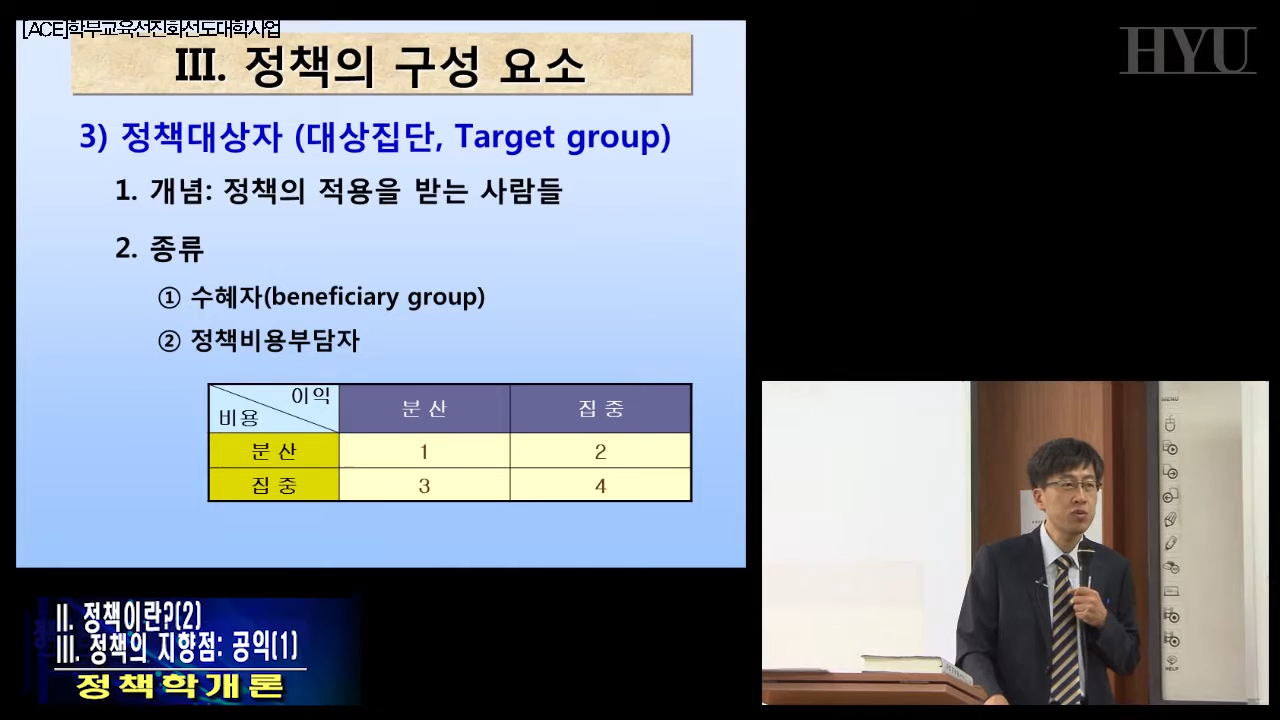 [ACE]학부교육선진화선도대학사업
HYU
III. 정책의 구성 요소
3) 정책대상자 (대상집단, Target group)
1. 개념: 정책의 적용을 받는 사람들
2. 종류
① 수혜자(beneficiary group)
② 정책비용부담자
이익
비용
분 산 집 중
분 산 1 2
집 중 3 4
MENU
HELP
II. 정책이란?(2)
III. 정책의 지향점: 공익(1)
정책학개론